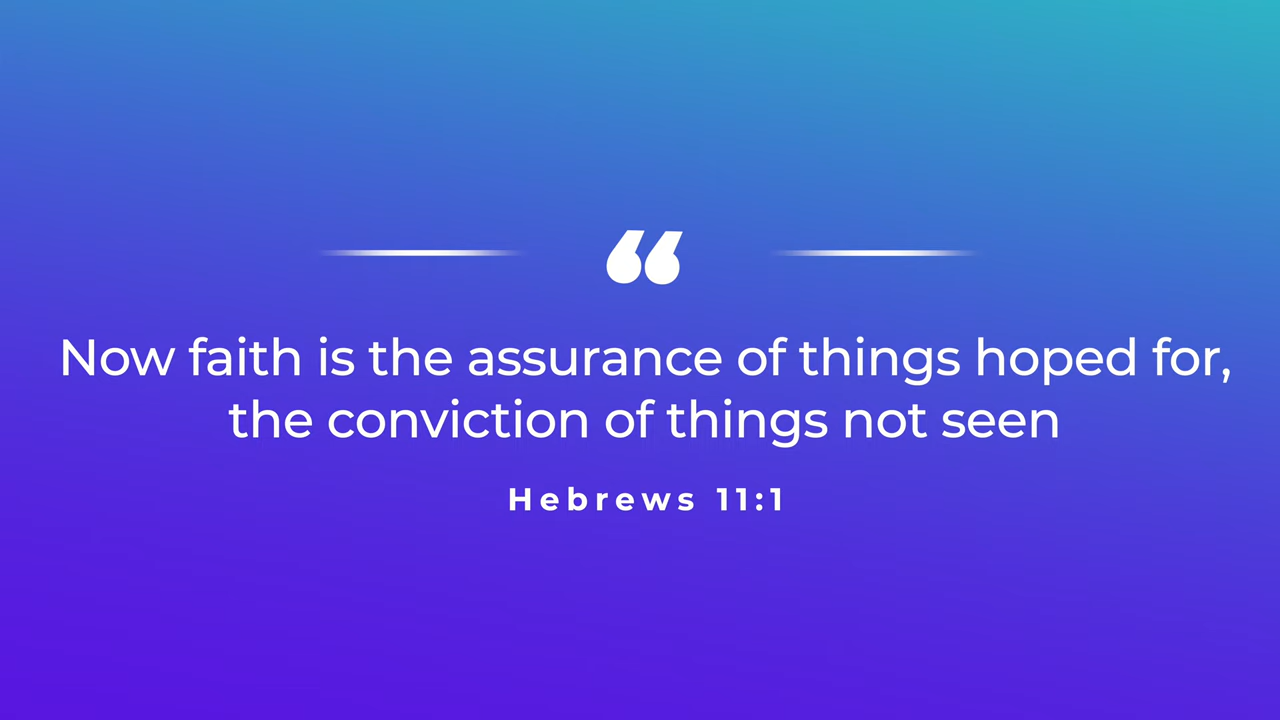 “
Now faith is the assurance of things hoped for,
the conviction of things not seen
Hebrews 11:1